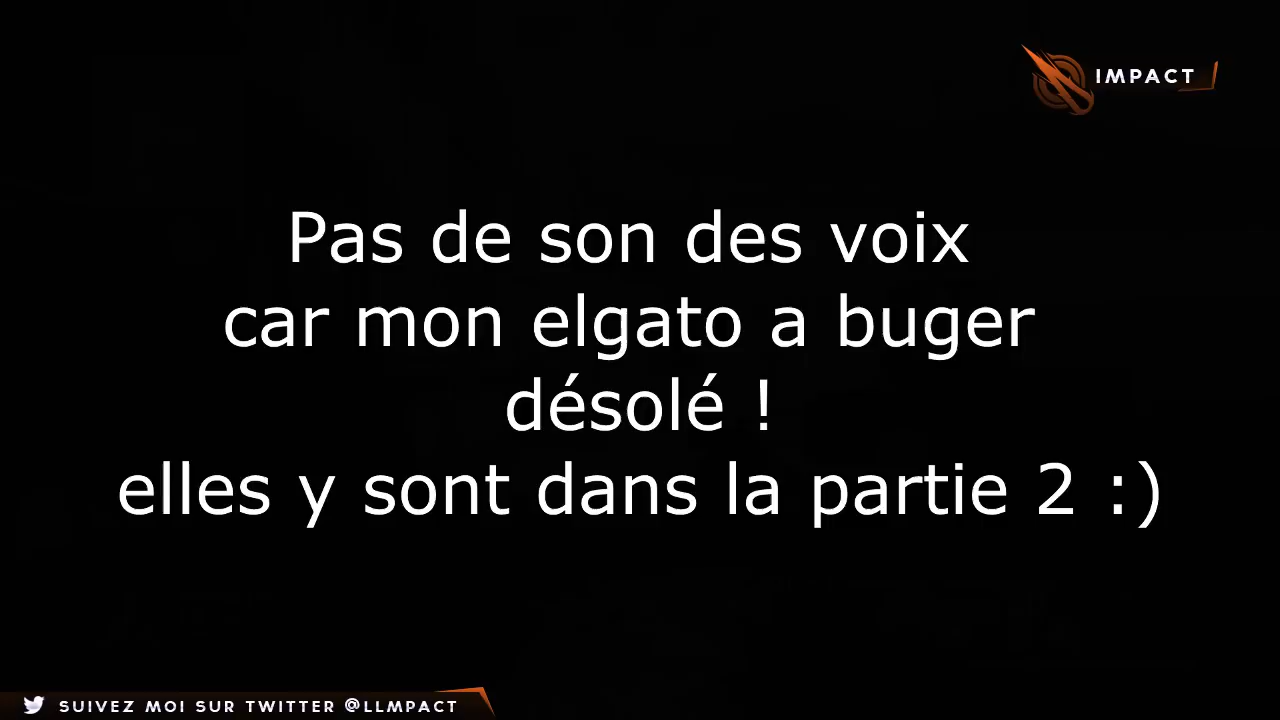 IMPACT
Pas de son des voix
car mon elgato a buger
désolé !
elles y sont dans la partie 2 :)
SUIVEZ MOI SUR TWITTER @LLMPACT